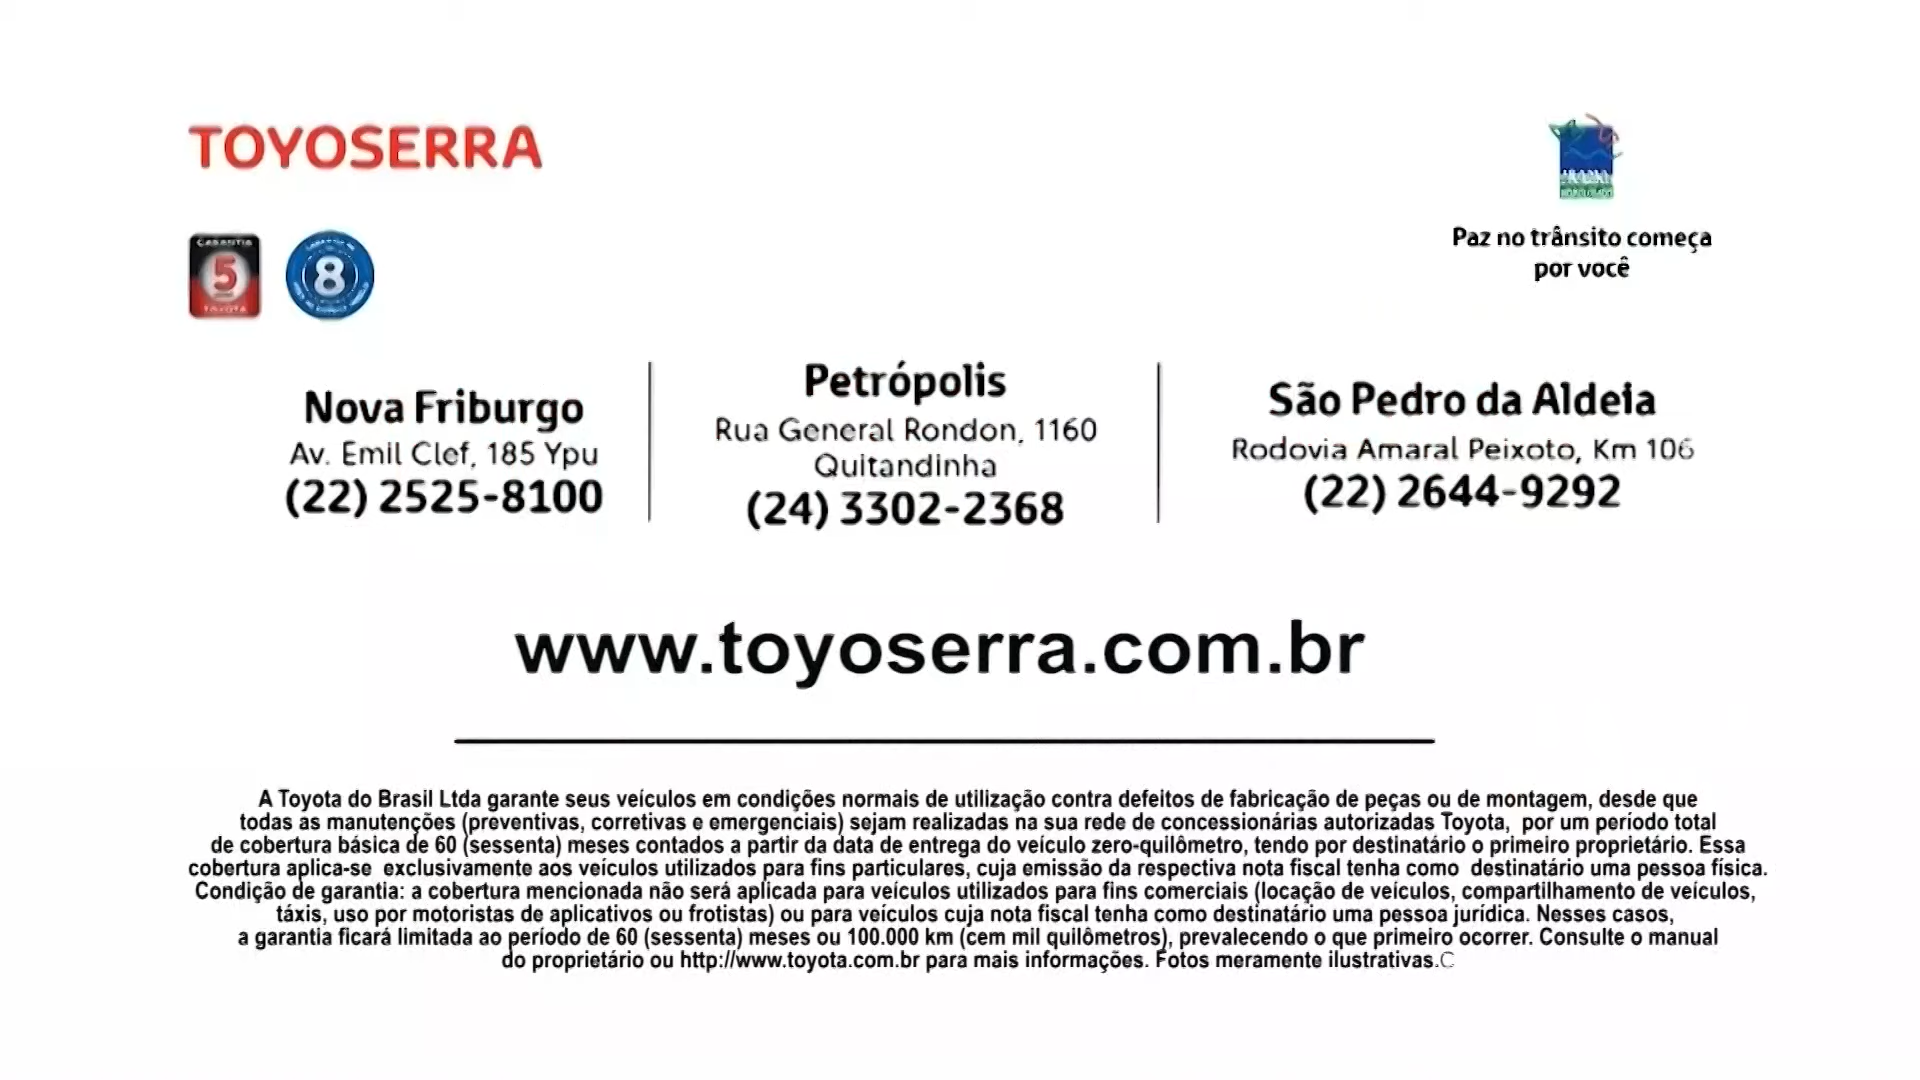 TOYOSERRA
Paz no trânsito começa
por você
GARANTIA
5
TOYOTA
8
Nova Friburgo
Av. Emil Clef, 185 Ypu
(22) 2525-8100
Petrópolis
Rua General Rondon, 1160
Quitandinha
(24) 3302-2368
São Pedro da Aldeia
Rodovia Amaral Peixoto, Km 106
(22) 2644-9292
www.toyoserra.com.br
A Toyota do Brasil Ltda garante seus veículos em condições normais de utilização contra defeitos de fabricação de peças ou de montagem, desde que
todas as manutenções (preventivas, corretivas e emergenciais) sejam realizadas na sua rede de concessionárias autorizadas Toyota, por um período total
de cobertura básica de 60 (sessenta) meses contados a partir da data de entrega do veículo zero-quilômetro, tendo por destinatário o primeiro proprietário. Essa
cobertura aplica-se exclusivamente aos veículos utilizados para fins particulares, cuja emissão da respectiva nota fiscal tenha como destinatário uma pessoa física.
Condição de garantia: a cobertura mencionada não será aplicada para veículos utilizados para fins comerciais (locação de veículos, compartilhamento de veículos,
táxis, uso por motoristas de aplicativos ou frotistas) ou para veículos cuja nota fiscal tenha como destinatário uma pessoa jurídica. Nesses casos,
a garantia ficará limitada ao período de 60 (sessenta) meses ou 100.000 km (cem mil quilômetros), prevalecendo o que primeiro ocorrer. Consulte o manual
do proprietário ou http://www.toyota.com.br para mais informações. Fotos meramente ilustrativas.C